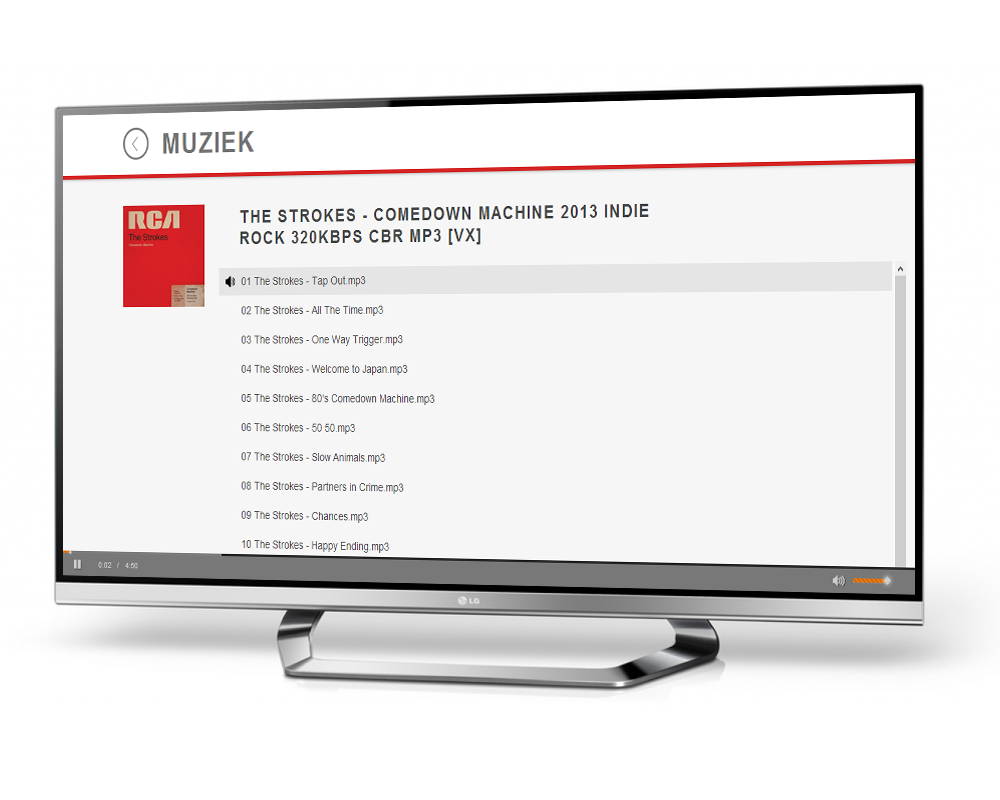 MUZIEK
RCA
The Strokes
THE STROKES - COMEDOWN MACHINE 2013 INDIE
ROCK 320KBPS CBR MP3 [VX]
01 The Strokes - Tap Out.mp3
02 The Strokes - All The Time.mp3
03 The Strokes - One Way Trigger.mp3
04 The Strokes - Welcome to Japan.mp3
05 The Strokes - 80's Comedown Machine.mp3
06 The Strokes - 50 50.mp3
07 The Strokes - Slow Animals.mp3
08 The Strokes - Partners in Crime.mp3
09 The Strokes - Chances.mp3
10 The Strokes - Happy Ending.mp3
0:02 / 4:50
LG